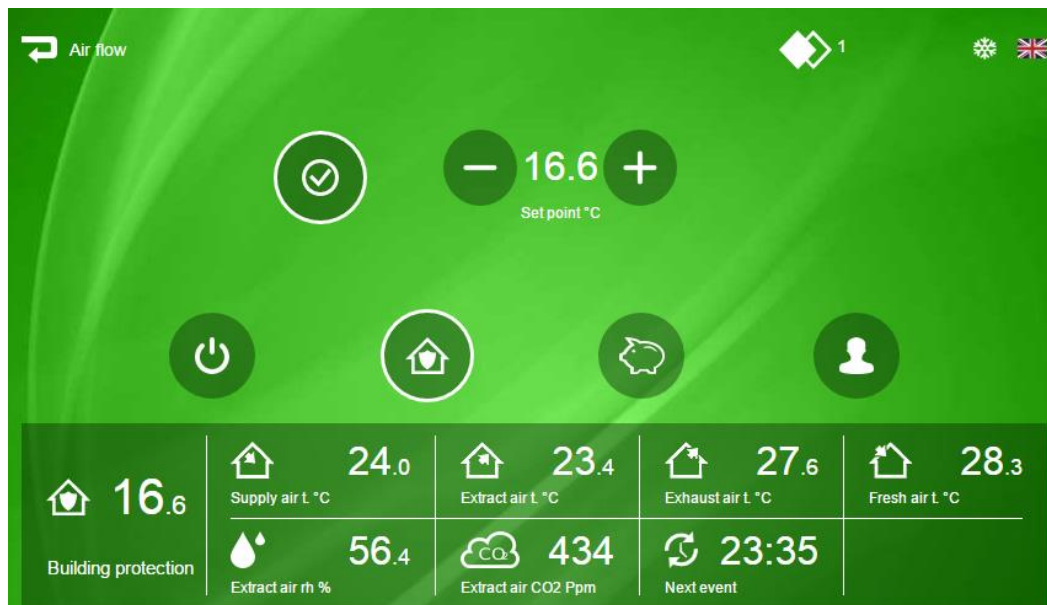 Air flow
1
16.6
Set point °C
24.0
23.4
27.6
28.3
Supply air t. °C
Extract air t. °C
Exhaust air t. °C
Fresh air t. °C
16.6
Building protection
56.4
CO2
434
23:35
Extract air rh %
Extract air CO2 Ppm
Next event